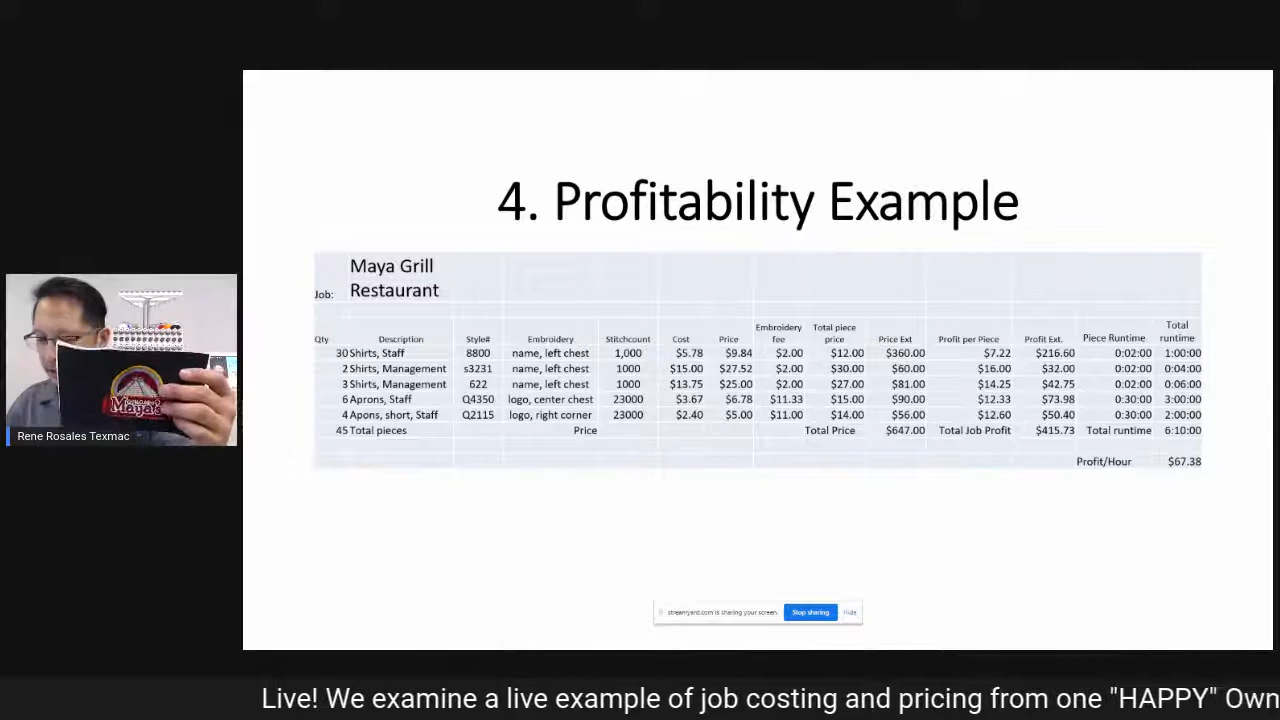 4. Profitability Example
Maya Grill
Job: Restaurant
Qty Description Style# Embroidery Stitchcount Cost Price Embroidery fee Total piece price Price Ext Profit per Piece Profit Ext. Piece Runtime Total runtime
30 Shirts, Staff 8800 name, left chest 1,000 $5.78 $9.84 $2.00 $12.00 $360.00 $7.22 $216.60 0:02:00 1:00:00
2 Shirts, Management s3231 name, left chest 1000 $15.00 $27.52 $2.00 $30.00 $60.00 $16.00 $32.00 0:02:00 0:04:00
3 Shirts, Management 622 name, left chest 1000 $13.75 $25.00 $2.00 $27.00 $81.00 $14.25 $42.75 0:02:00 0:06:00
6 Aprons, Staff Q4350 logo, center chest 23000 $3.67 $6.78 $11.33 $15.00 $90.00 $12.33 $73.98 0:30:00 3:00:00
4 Apons, short, Staff Q2115 logo, right corner 23000 $2.40 $5.00 $11.00 $14.00 $56.00 $12.60 $50.40 0:30:00 2:00:00
45 Total pieces Price Total Price $647.00 Total Job Profit $415.73 Total runtime 6:10:00
Profit/Hour $67.38
Maya's
Rene Rosales Texmac
streamyard.com is sharing your screen. Stop sharing Hide
Live! We examine a live example of job costing and pricing from one "HAPPY" Own